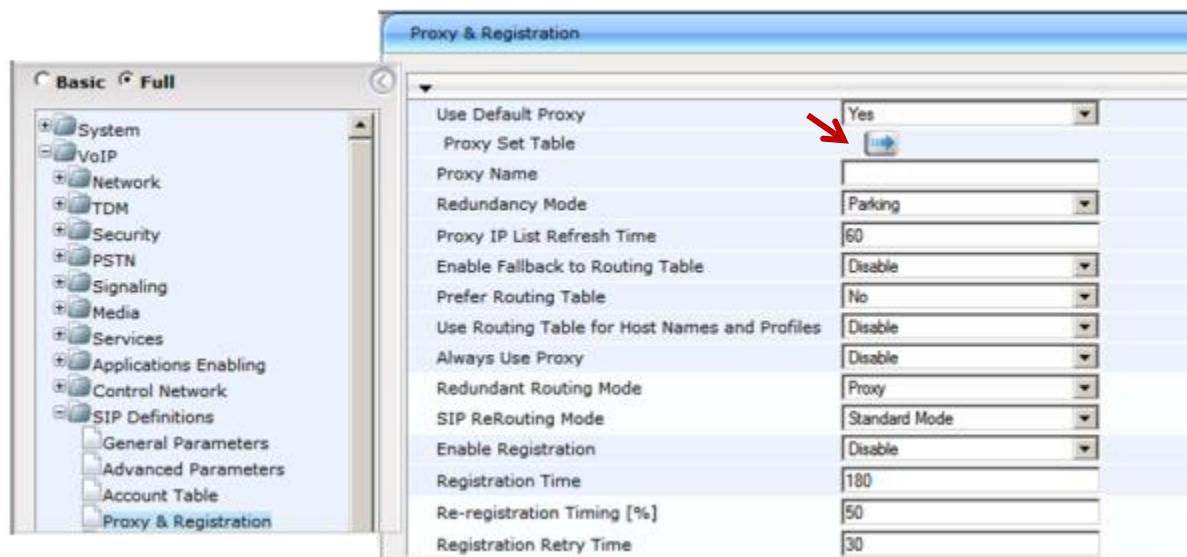 Proxy & Registration
Basic Full
System
VoIP
Network
TDM
Security
PSTN
Signaling
Media
Services
Applications Enabling
Control Network
SIP Definitions
General Parameters
Advanced Parameters
Account Table
Proxy & Registration
Use Default Proxy Yes
Proxy Set Table
Proxy Name
Redundancy Mode Parking
Proxy IP List Refresh Time 60
Enable Fallback to Routing Table Disable
Prefer Routing Table No
Use Routing Table for Host Names and Profiles Disable
Always Use Proxy Disable
Redundant Routing Mode Proxy
SIP ReRouting Mode Standard Mode
Enable Registration Disable
Registration Time 180
Re-registration Timing [%] 50
Registration Retry Time 30